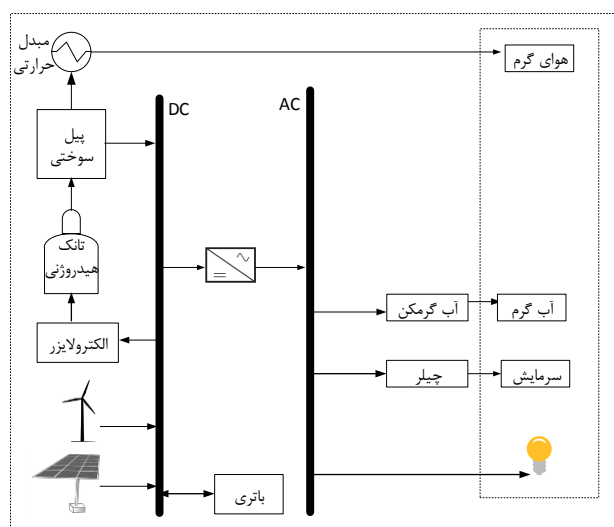 مبدل
حرارتی
هوای گرم
DC
AC
پیل
سوختی
تانک
هیدروژنی
آب گرمکن
آب گرم
الکترولایزر
چیلر
سرمایش
باتری